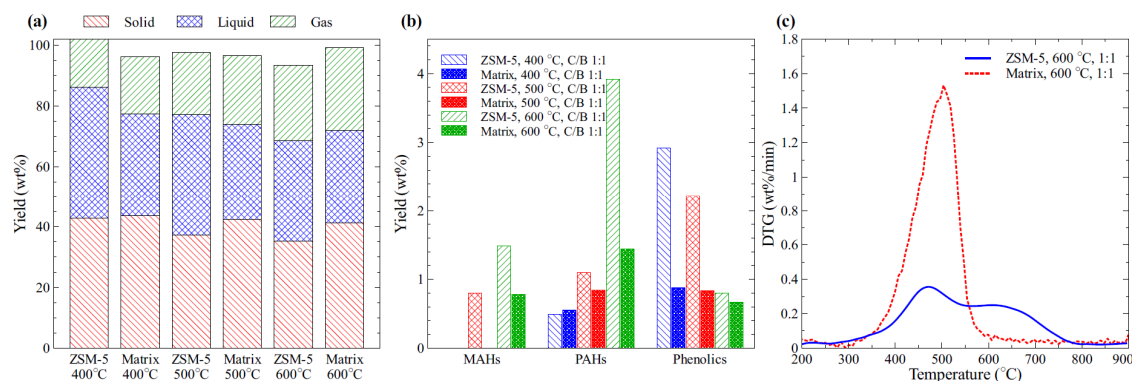 (a) Solid Liquid Gas
100
80
60
40
20
0
Yield (wt%)
ZSM-5 400°C
Matrix 400°C
ZSM-5 500°C
Matrix 500°C
ZSM-5 600°C
Matrix 600°C
(b)
ZSM-5, 400 °C, C/B 1:1
Matrix, 400 °C, C/B 1:1
ZSM-5, 500 °C, C/B 1:1
Matrix, 500 °C, C/B 1:1
ZSM-5, 600 °C, C/B 1:1
Matrix, 600 °C, C/B 1:1
4
3
2
1
0
Yield (wt%)
MAHs PAHs Phenolics
(c)
ZSM-5, 600 °C, 1:1
Matrix, 600 °C, 1:1
1.8
1.6
1.4
1.2
1
0.8
0.6
0.4
0.2
0
DTG (wt%/min)
200 300 400 500 600 700 800 900
Temperature (°C)